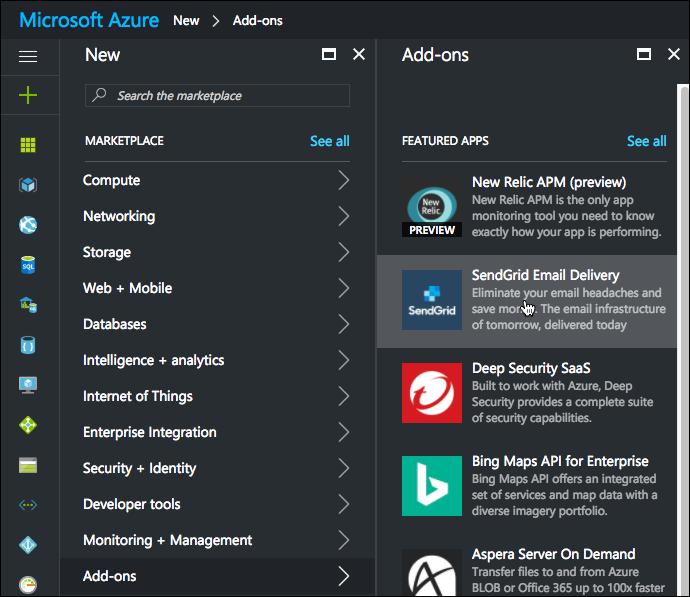 Microsoft Azure New > Add-ons
New
Search the marketplace
MARKETPLACE See all
Compute
Networking
Storage
Web + Mobile
Databases
Intelligence + analytics
Internet of Things
Enterprise Integration
Security + Identity
Developer tools
Monitoring + Management
Add-ons
Add-ons
FEATURED APPS See all
New Relic
PREVIEW
New Relic APM (preview)
New Relic APM is the only app
monitoring tool you need to know
exactly how your app is performing.
SendGrid
SendGrid Email Delivery
Eliminate your email headaches and
save money. The email infrastructure
of tomorrow, delivered today
Deep Security SaaS
Built to work with Azure, Deep
Security provides a complete suite
of security capabilities.
Bing Maps API for Enterprise
Bing Maps API offers an integrated
set of services and map data with a
diverse imagery portfolio.
Aspera Server On Demand
Transfer files to and from Azure
BLOB or Office 365 up to 100x faster
SQL